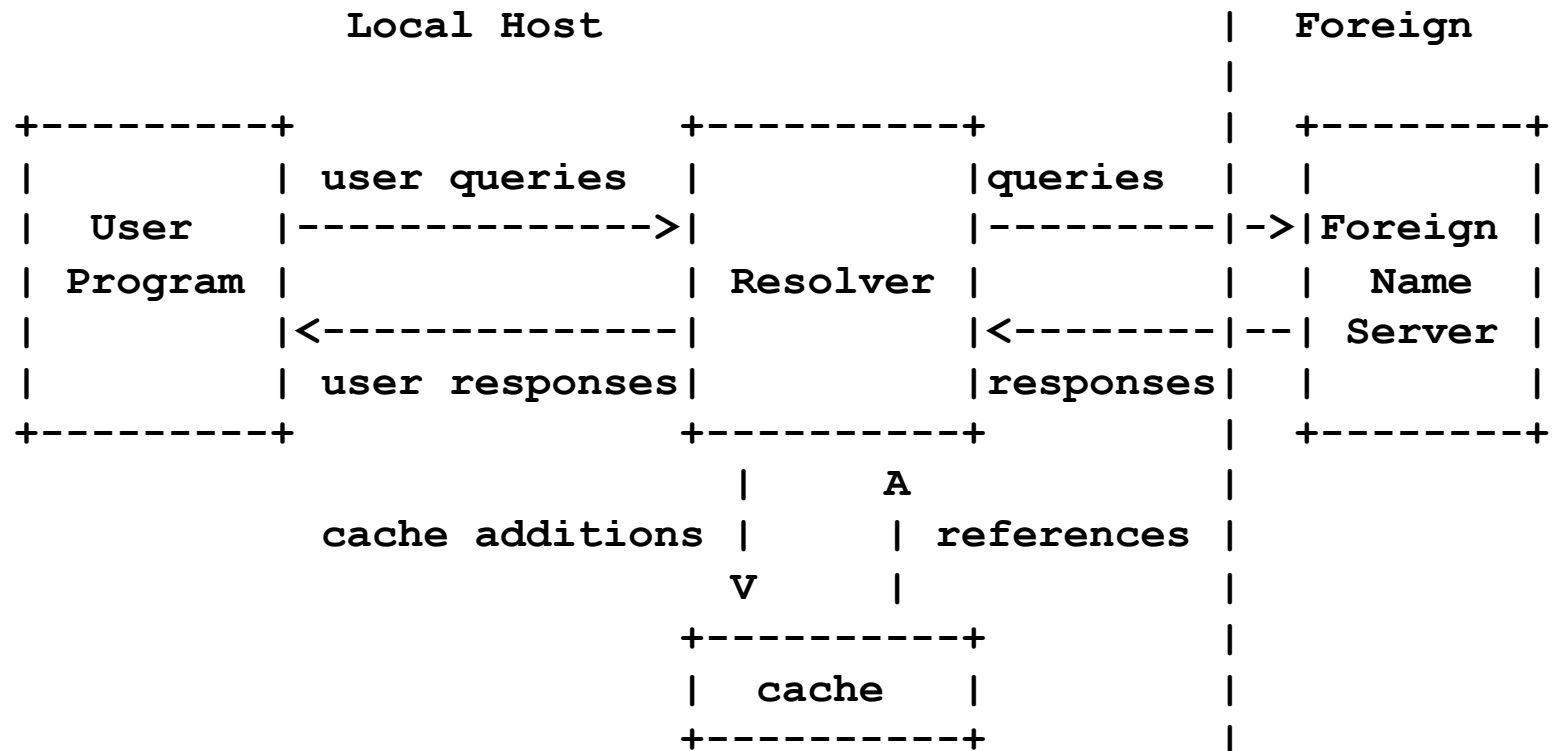 Local Host                        |  Foreign
                                                     |
      +---------+               +----------+         |  +--------+
      |         | user queries  |          |queries  |  |        |
      |  User   |-------------->|          |---------|->|Foreign |
      | Program |               | Resolver |         |  |  Name  |
      |         |<--------------|          |<--------|--| Server |
      |         | user responses|          |responses|  |        |
      +---------+               +----------+         |  +--------+
                                  |     A            |
                  cache additions |     | references |
                                  V     |            |
                                +----------+         |
                                |  cache   |         |
                                +----------+         |